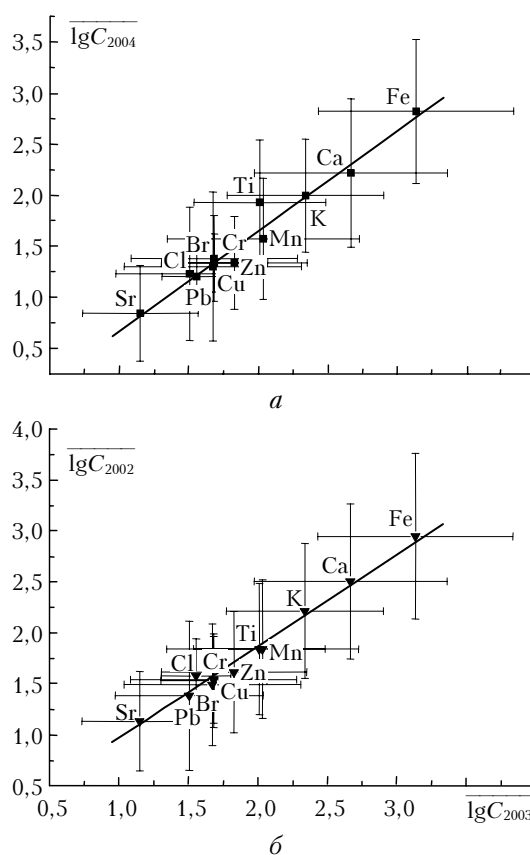 lgC2004
3,5
3,0
2,5
2,0
1,5
1,0
0,5
Fe
Ca
Ti
K
Mn
Br Cr
Cl Zn
Cu
Pb
Sr
а
4,0
lgC2002
3,5
3,0
2,5
2,0
1,5
1,0
0,5
Fe
Ca
K
Ti
Mn
Cl Cr
Zn
Cu
Br
Sr
Pb
0,5 1,0 1,5 2,0 2,5 3,0 lgC2003
б